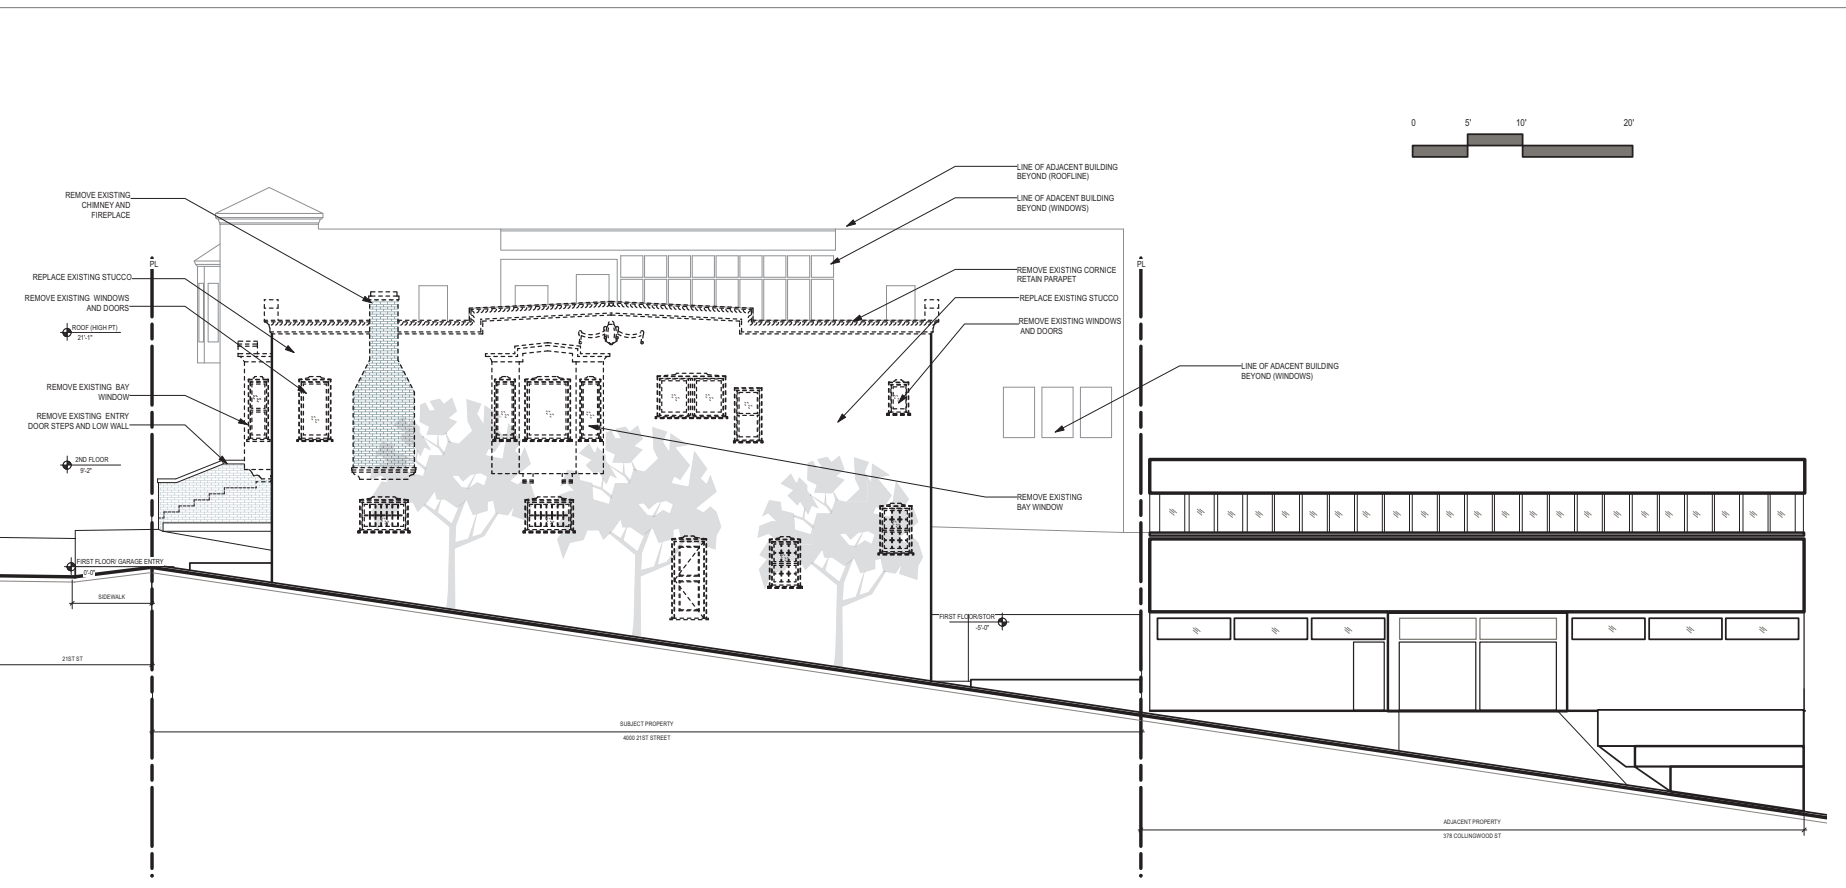 0 5' 10' 20'
LINE OF ADJACENT BUILDING
BEYOND (ROOFLINE)
LINE OF ADACENT BUILDING
BEYOND (WINDOWS)
REMOVE EXISTING
CHIMNEY AND
FIREPLACE
PL
PL
REPLACE EXISTING STUCCO
REMOVE EXISTING WINDOWS
AND DOORS
ROOF (HIGH PT)
21'-1"
REMOVE EXISTING CORNICE
RETAIN PARAPET
REPLACE EXISTING STUCCO
REMOVE EXISTING WINDOWS
AND DOORS
LINE OF ADACENT BUILDING
BEYOND (WINDOWS)
REMOVE EXISTING BAY
WINDOW
REMOVE EXISTING ENTRY
DOOR STEPS AND LOW WALL
2ND FLOOR
9'-2"
REMOVE EXISTING
BAY WINDOW
FIRST FLOOR/ GARAGE ENTRY
0'-0"
SIDEWALK
FIRST FLOOR/STOR
-5'-0"
21ST ST
SUBJECT PROPERTY
4000 21ST STREET
ADJACENT PROPERTY
378 COLLINGWOOD ST